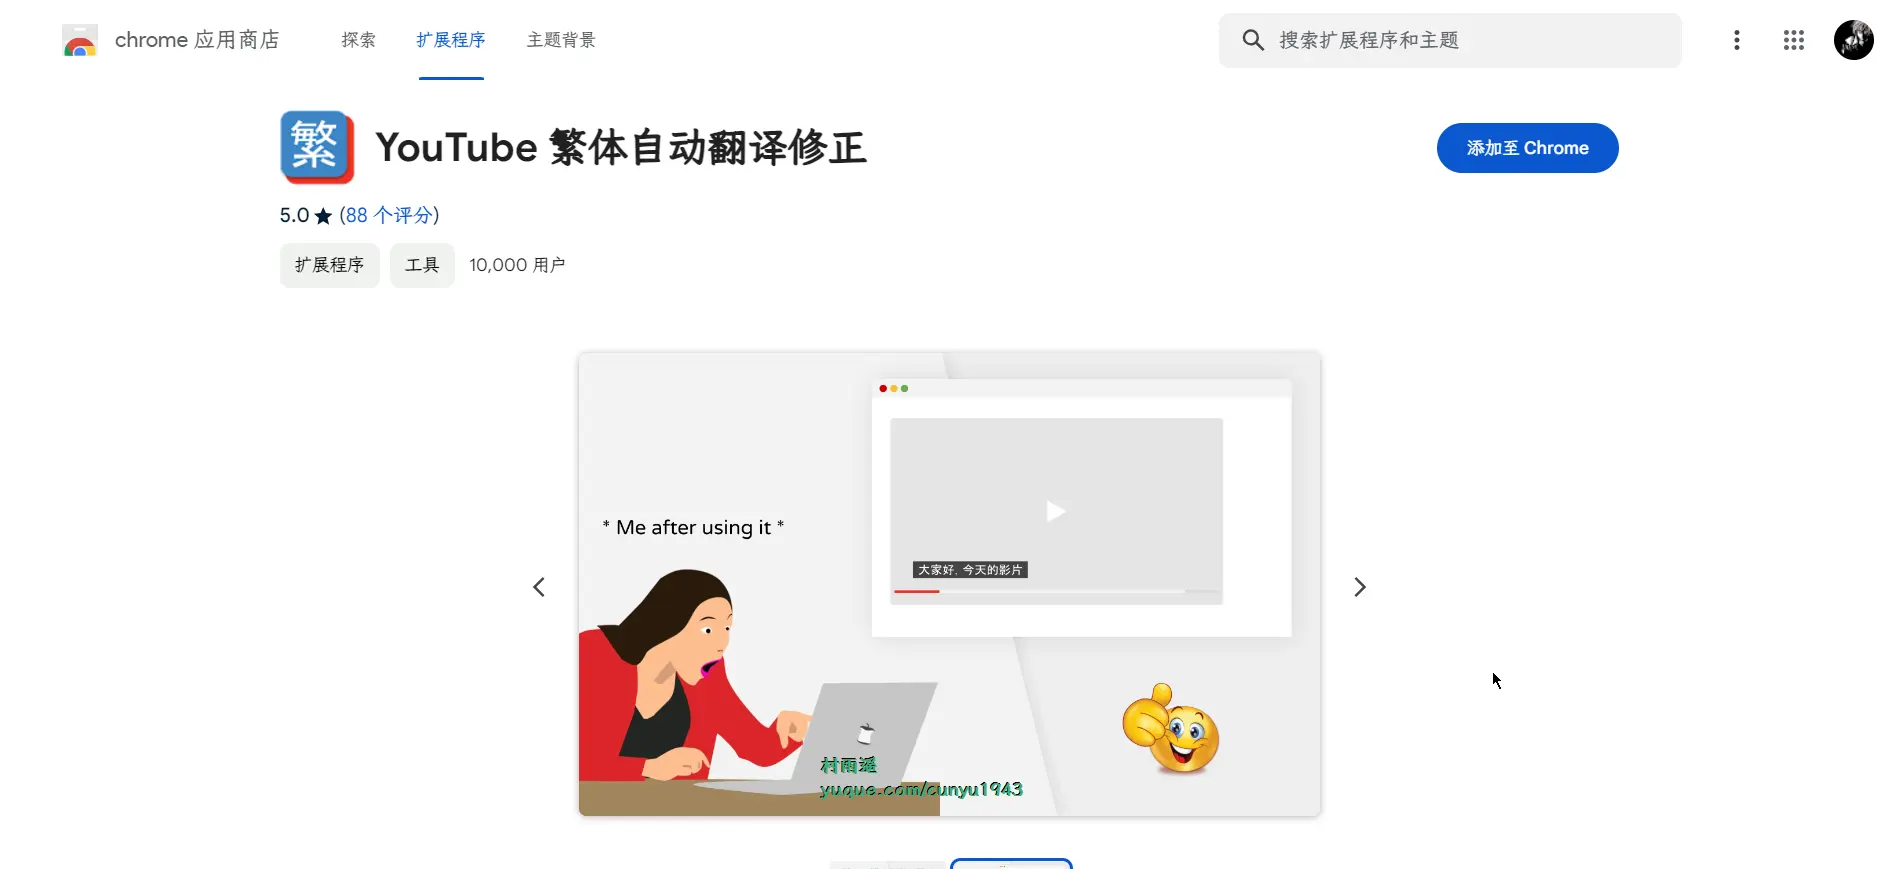 chrome 应用商店
探索
扩展程序
主题背景
搜索扩展程序和主题
繁
YouTube 繁体自动翻译修正
添加至 Chrome
5.0 ★ (88 个评分)
扩展程序
工具
10,000 用户
* Me after using it *
大家好, 今天的影片
村雨遥
yuque.com/cunyu1943